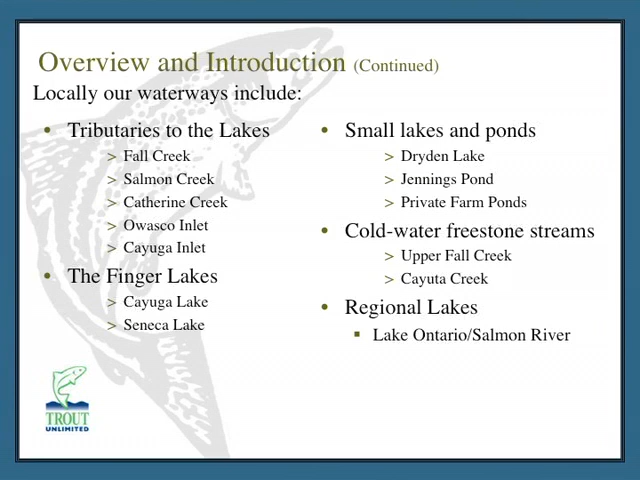 Overview and Introduction (Continued)
Locally our waterways include:
• Tributaries to the Lakes
> Fall Creek
> Salmon Creek
> Catherine Creek
> Owasco Inlet
> Cayuga Inlet
• The Finger Lakes
> Cayuga Lake
> Seneca Lake
• Small lakes and ponds
> Dryden Lake
> Jennings Pond
> Private Farm Ponds
• Cold-water freestone streams
> Upper Fall Creek
> Cayuta Creek
• Regional Lakes
▪ Lake Ontario/Salmon River
TROUT
UNLIMITED